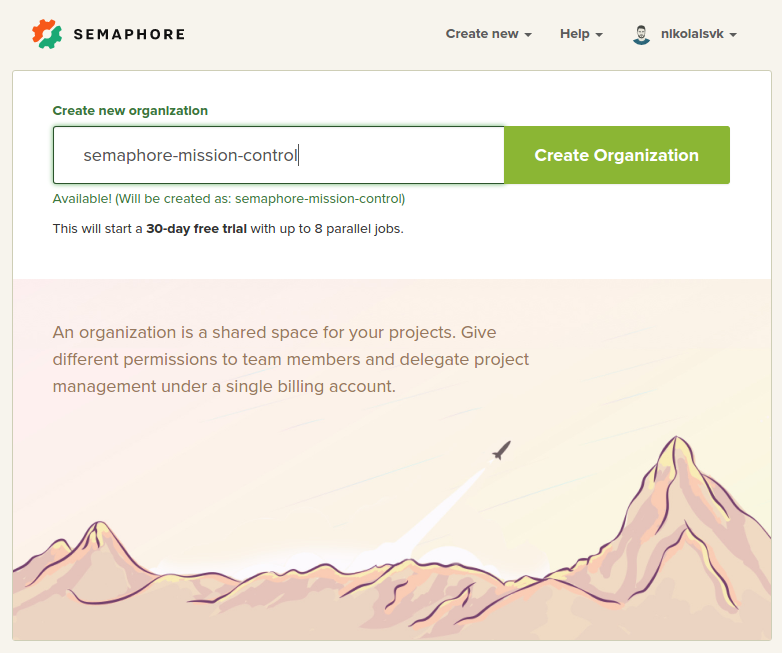 SEMAPHORE
Create new
Help
nikolalsvk
Create new organization
semaphore-mission-control
Create Organization
Available! (Will be created as: semaphore-mission-control)
This will start a 30-day free trial with up to 8 parallel jobs.
An organization is a shared space for your projects. Give
different permissions to team members and delegate project
management under a single billing account.